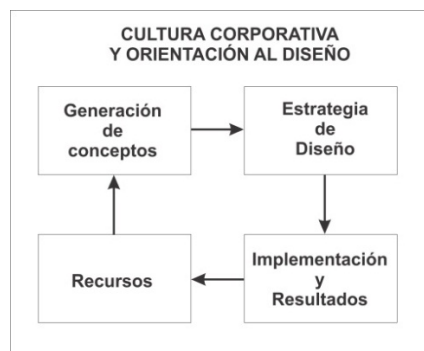 CULTURA CORPORATIVA
Y ORIENTACIÓN AL DISEÑO
Generación
de
conceptos
Estrategia
de
Diseño
Recursos
Implementación
y
Resultados